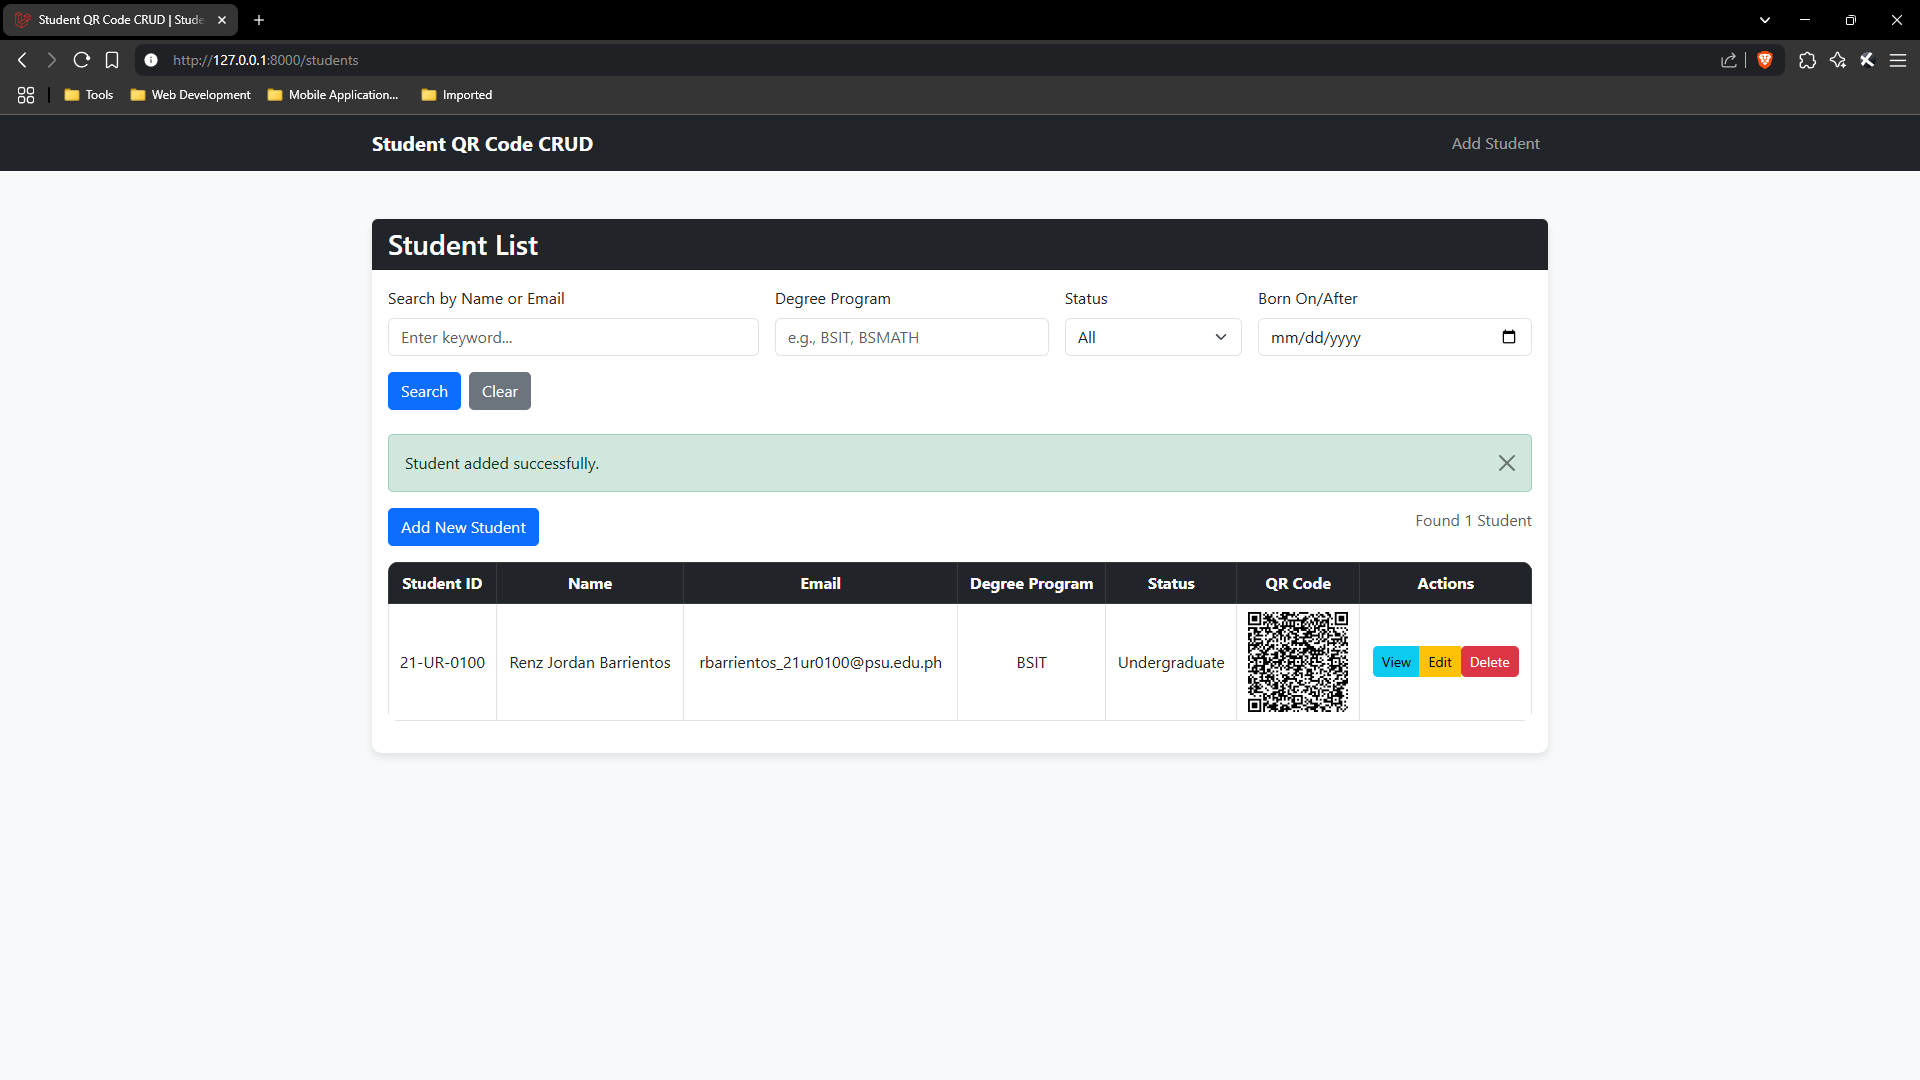 Student QR Code CRUD | Stude
http://127.0.0.1:8000/students
Tools
Web Development
Mobile Application...
Imported
Student QR Code CRUD
Add Student
Student List
Search by Name or Email
Degree Program
Status
Born On/After
Enter keyword...
e.g., BSIT, BSMATH
All
mm/dd/yyyy
Search
Clear
Student added successfully.
Add New Student
Found 1 Student
Student ID
Name
Email
Degree Program
Status
QR Code
Actions
21-UR-0100
Renz Jordan Barrientos
rbarrientos_21ur0100@psu.edu.ph
BSIT
Undergraduate
View
Edit
Delete